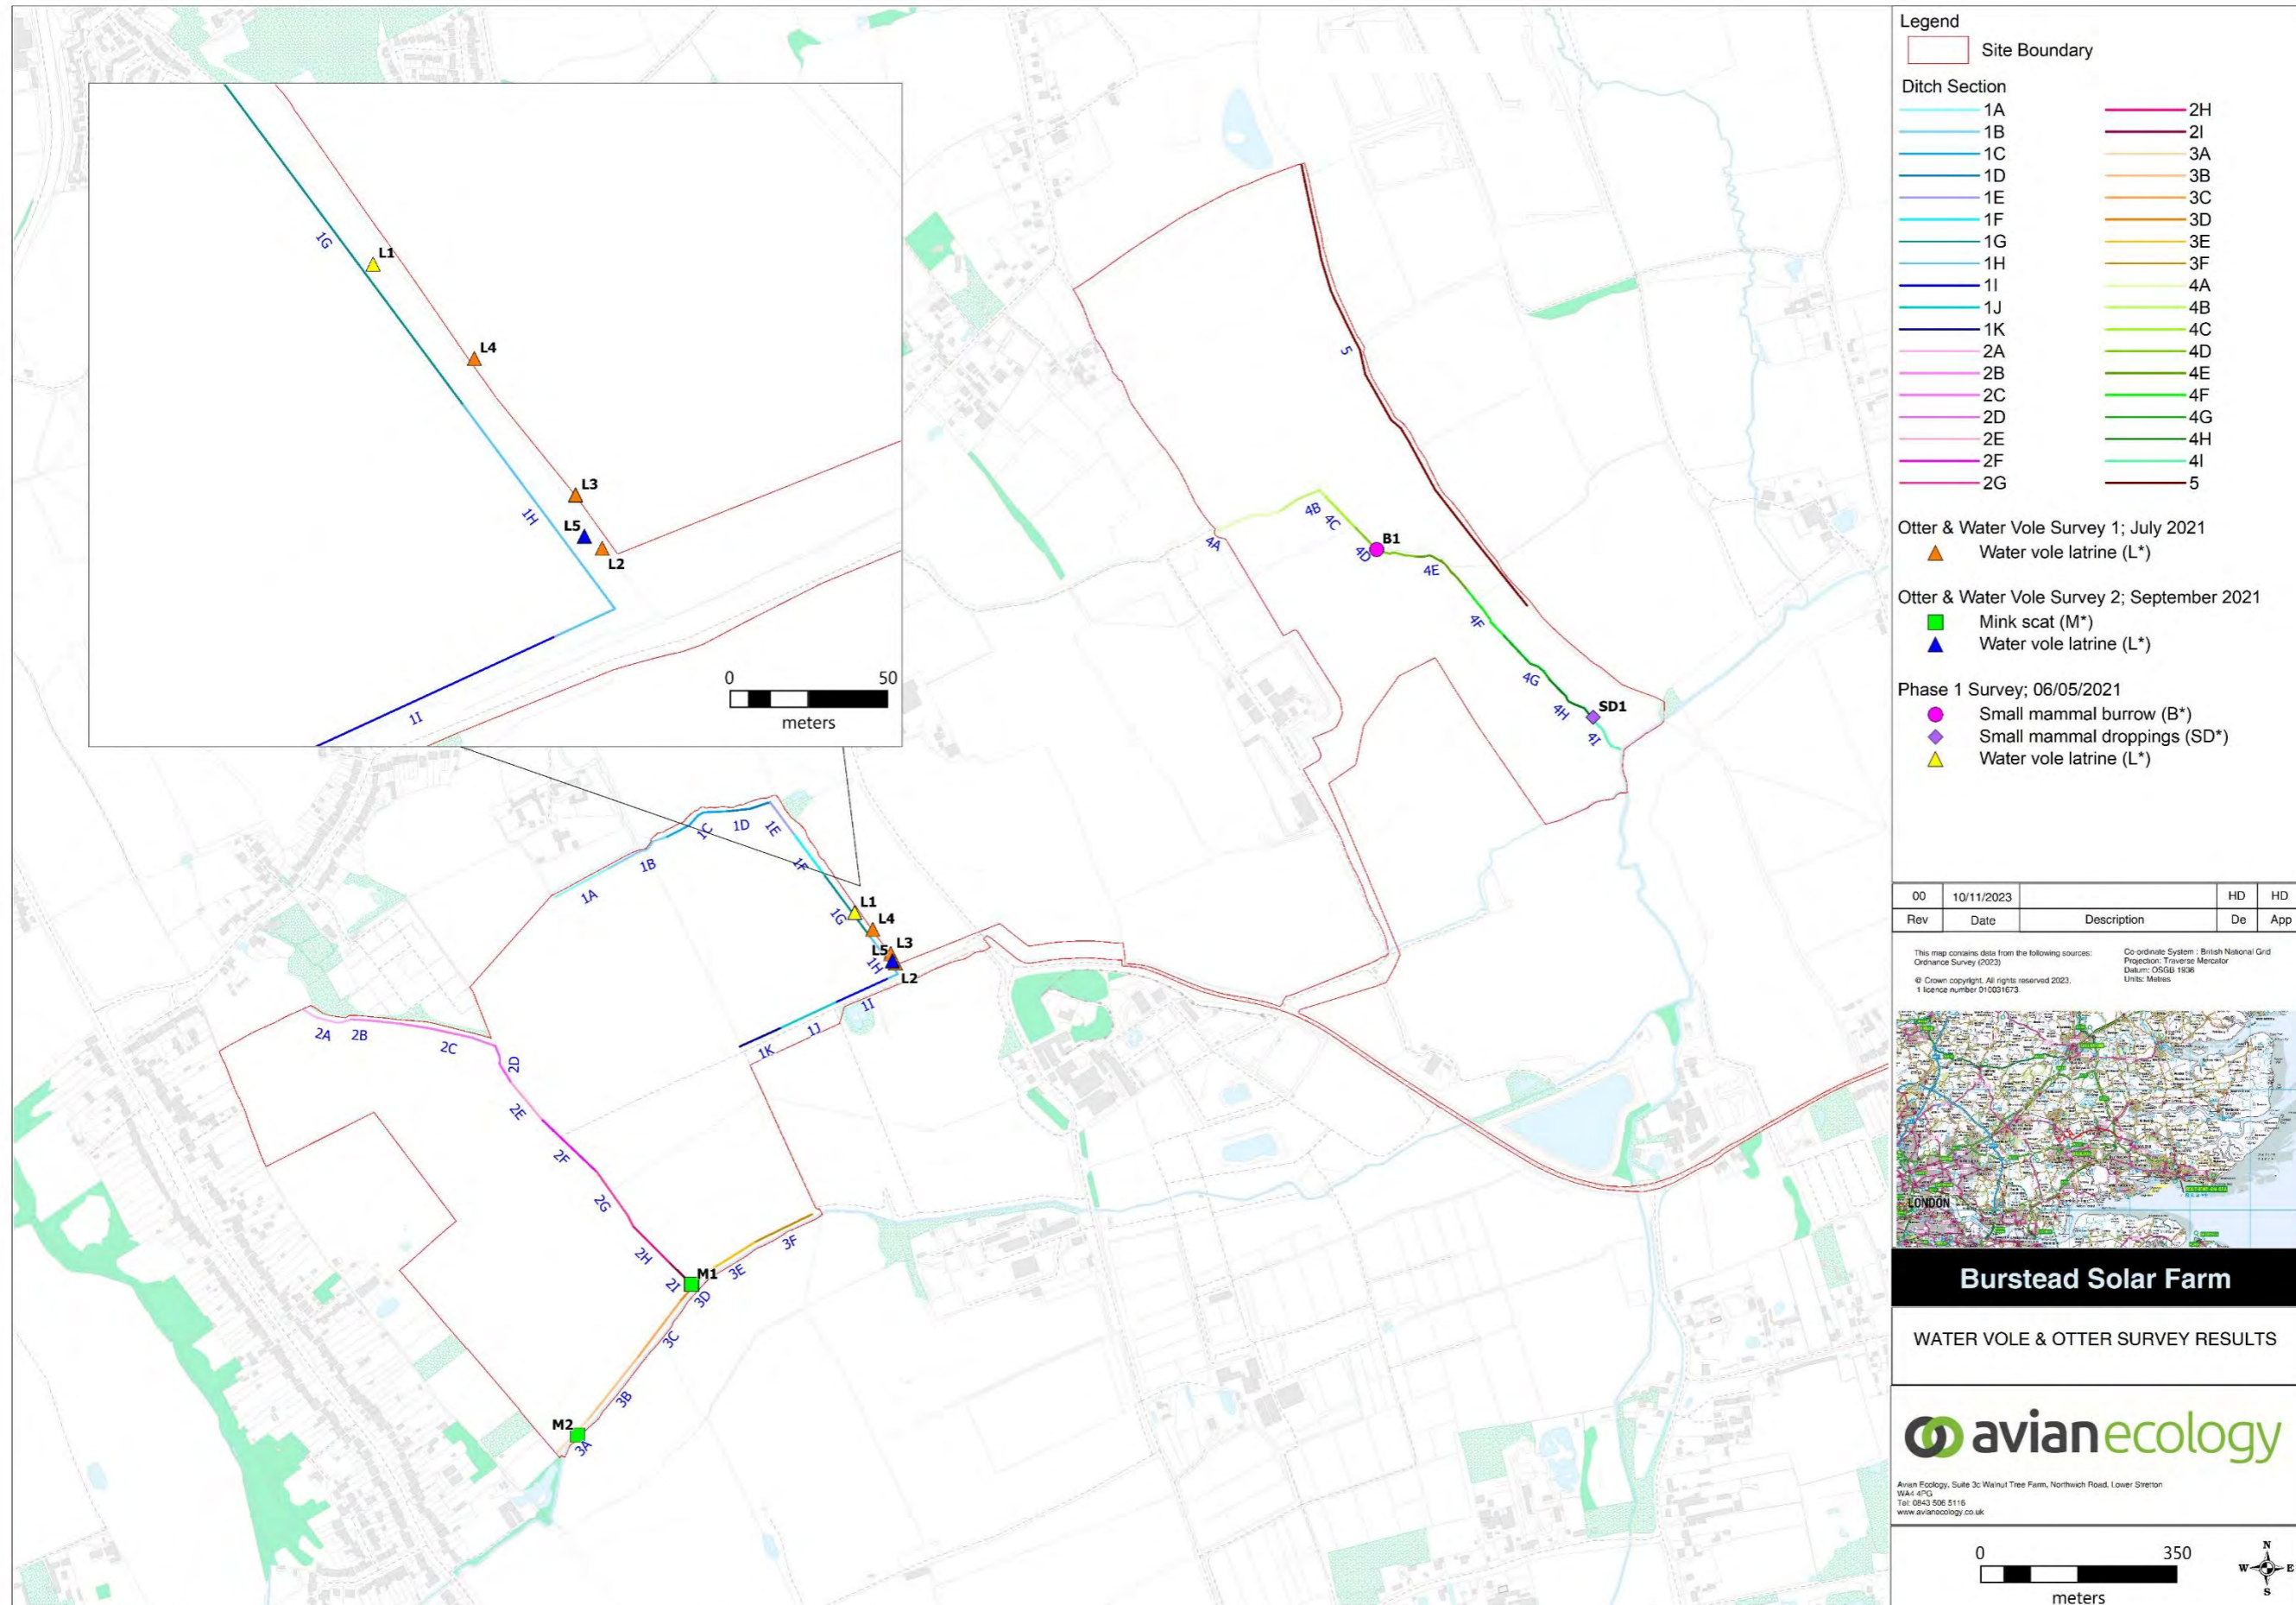 Legend
Site Boundary
Ditch Section
1A
1B
1C
1D
1E
1F
1G
1H
1I
1J
1K
2A
2B
2C
2D
2E
2F
2G
2H
2I
3A
3B
3C
3D
3E
3F
4A
4B
4C
4D
4E
4F
4G
4H
4I
5
Otter & Water Vole Survey 1; July 2021
Water vole latrine (L*)
Otter & Water Vole Survey 2; September 2021
Mink scat (M*)
Water vole latrine (L*)
Phase 1 Survey; 06/05/2021
Small mammal burrow (B*)
Small mammal droppings (SD*)
Water vole latrine (L*)
1G
L1
L4
L3
L5
L2
1H
1I
0 50
meters
5
4A
4B
4C
4D
B1
4E
4F
4G
4H
SD1
4I
1A
1B
1C
1D
1E
1F
1G
L1
L4
L3
L5
1H
L2
1I
1J
1K
2A
2B
2C
2D
2E
2F
2G
2H
2I
M1
3D
3E
3F
3C
3B
M2
3A
00 10/11/2023 HD HD
Rev Date Description De App
This map contains data from the following sources:
Ordnance Survey (2023)
© Crown copyright. All rights reserved 2023.
1 licence number 010031673
Co-ordinate System : British National Grid
Projection: Traverse Mercator
Datum: OSGB 1936
Units: Metres
LONDON
Burstead Solar Farm
WATER VOLE & OTTER SURVEY RESULTS
avianecology
Avian Ecology, Suite 3c Walnut Tree Farm, Northwich Road, Lower Stretton
WA4 4PG
Tel: 0843 506 5116
www.avianecology.co.uk
0 350
meters
N
W E
S